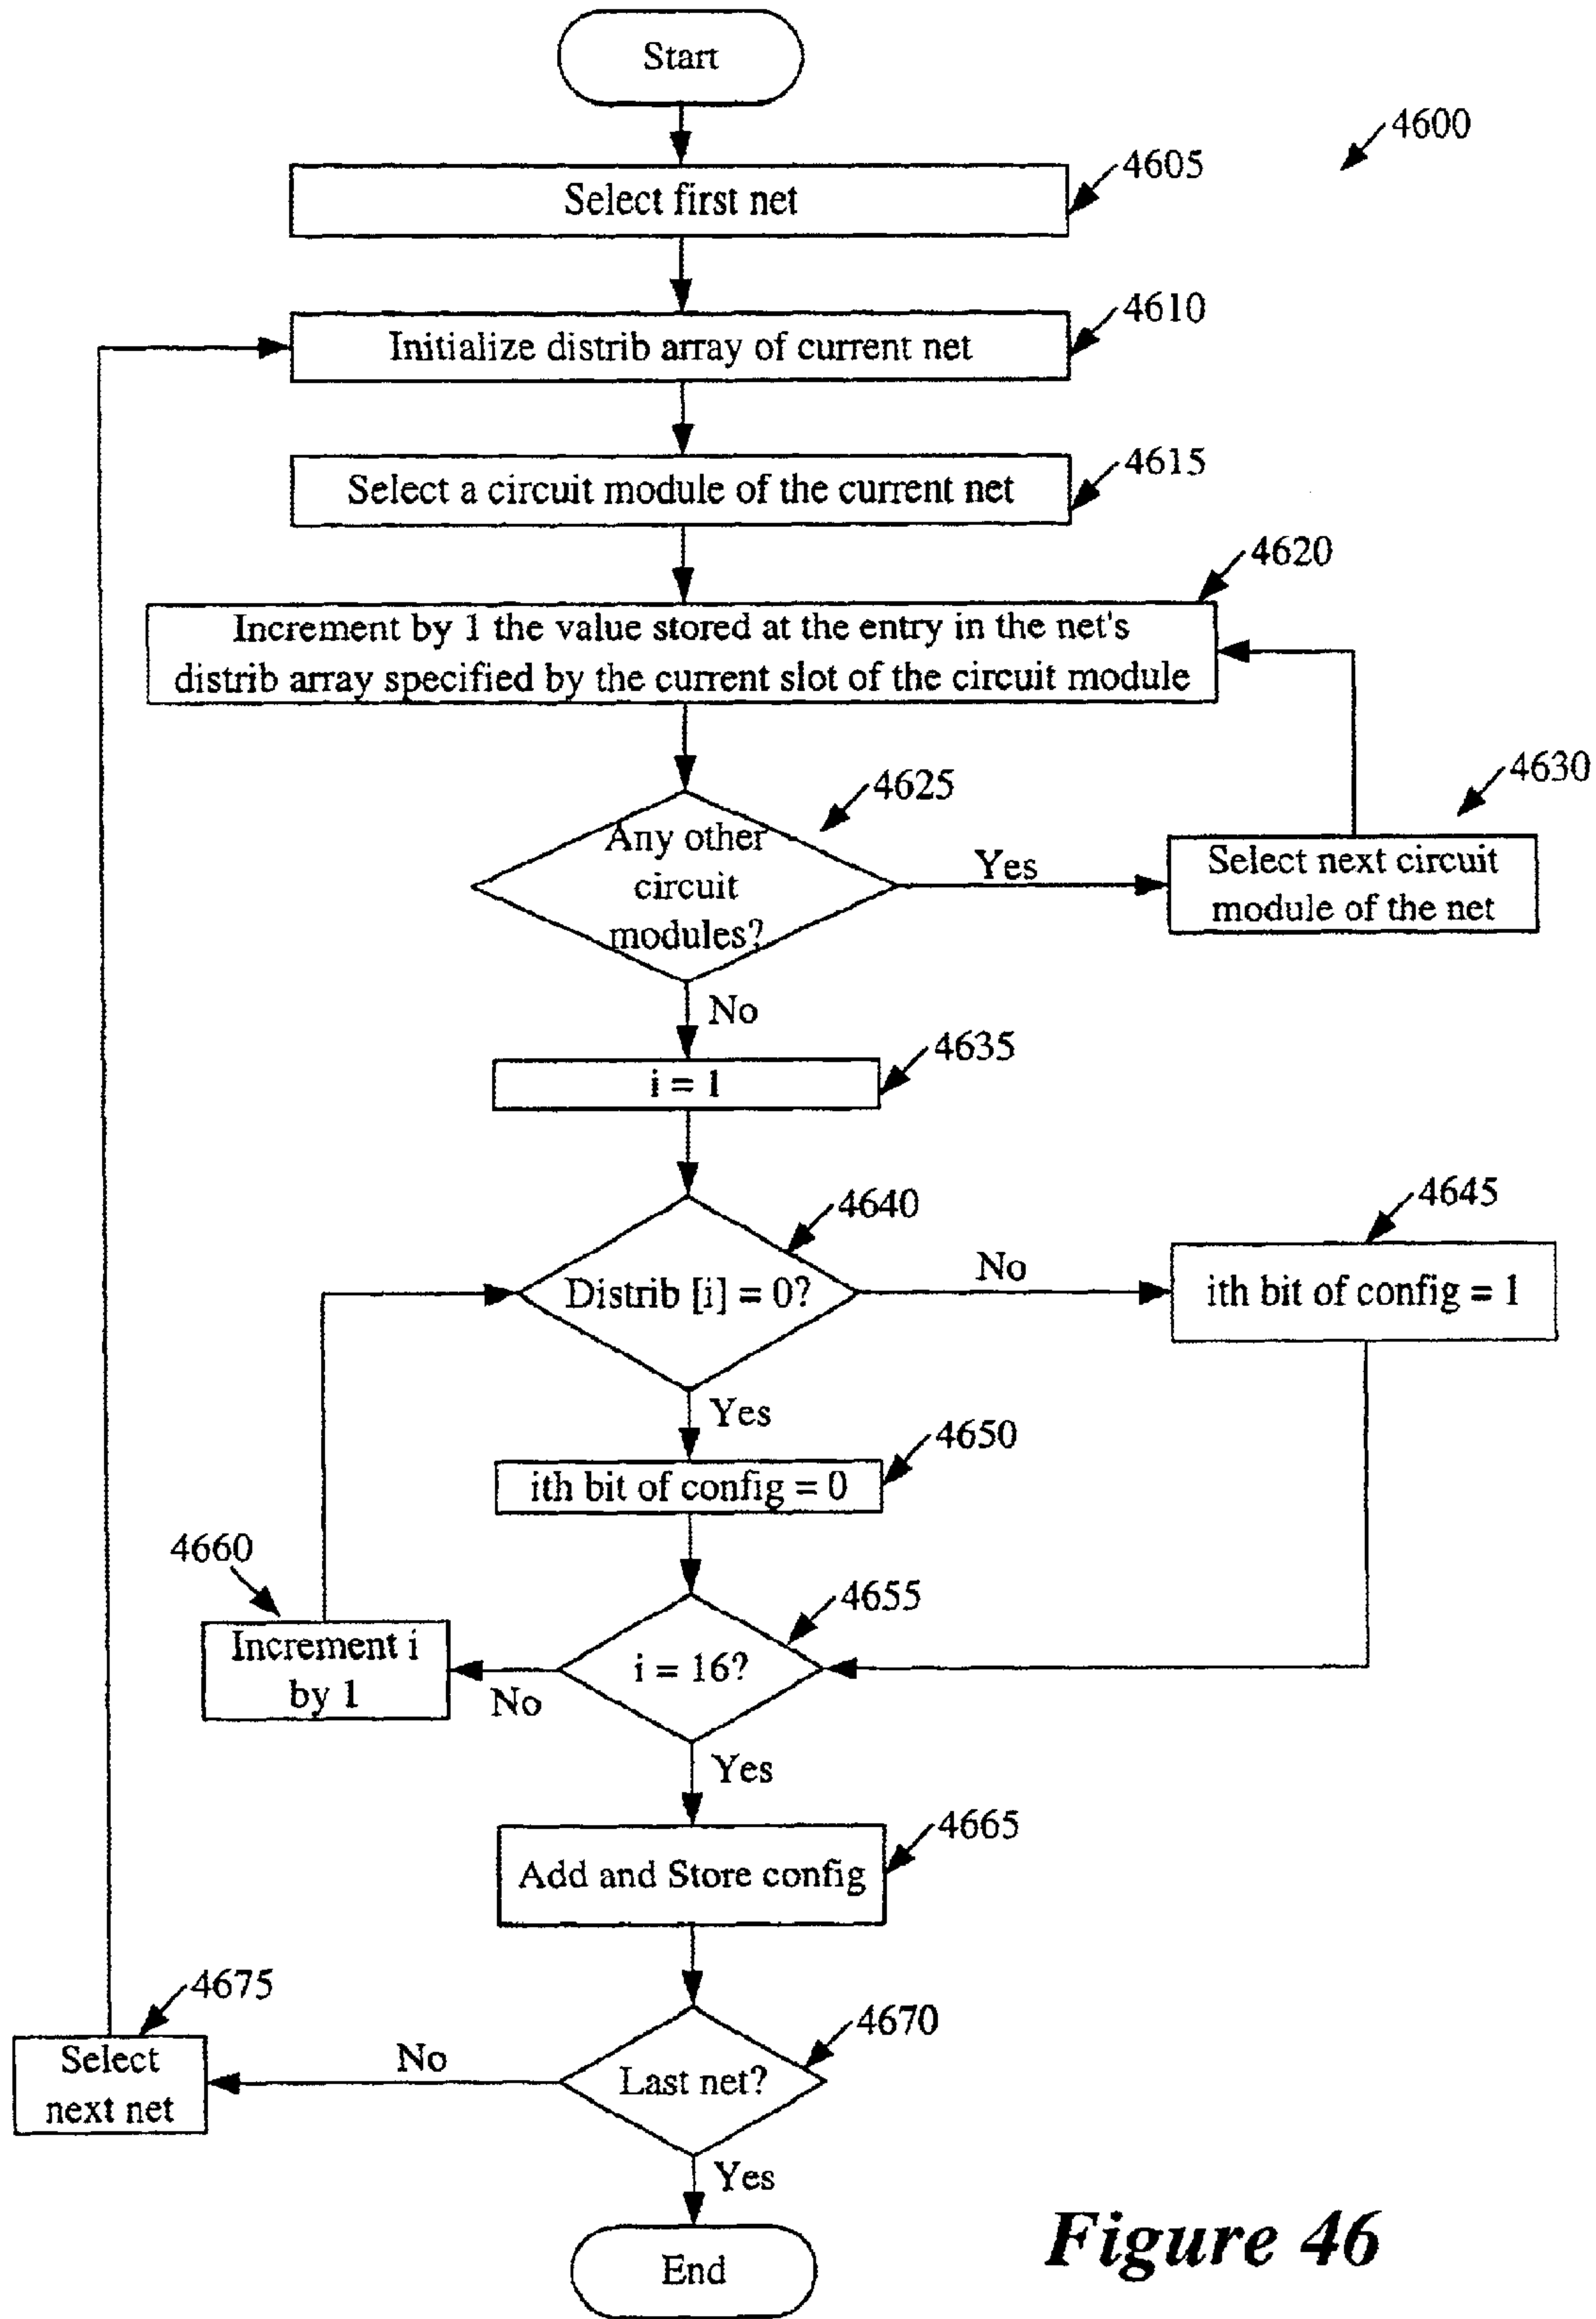 Start
4600
4605
Select first net
4610
Initialize distrib array of current net
4615
Select a circuit module of the current net
4620
Increment by 1 the value stored at the entry in the net's
distrib array specified by the current slot of the circuit module
4625
4630
Any other
circuit
modules?
Yes
Select next circuit
module of the net
No
4635
i = 1
4640
4645
Distrib [i] = 0?
No
ith bit of config = 1
Yes
4650
ith bit of config = 0
4660
4655
Increment i
by 1
No
i = 16?
Yes
4665
Add and Store config
4675
4670
Select
next net
No
Last net?
Yes
End
Figure 46